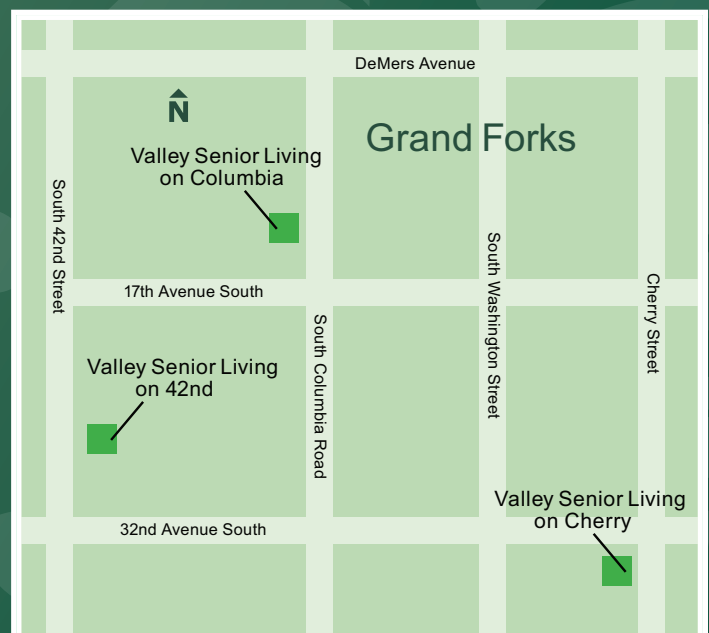 DeMers Avenue
N
Grand Forks
Valley Senior Living
on Columbia
South 42nd Street
South Washington Street
Cherry Street
17th Avenue South
South Columbia Road
Valley Senior Living
on 42nd
Valley Senior Living
on Cherry
32nd Avenue South